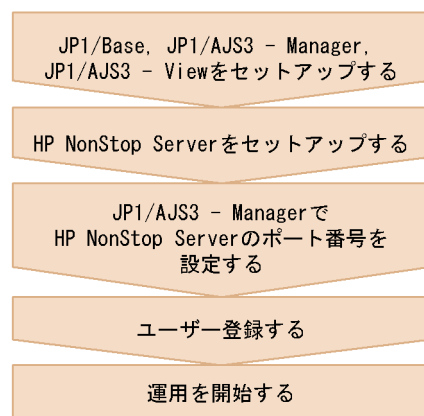 JP1/Base, JP1/AJS3 - Manager,
JP1/AJS3 - Viewをセットアップする
HP NonStop Serverをセットアップする
JP1/AJS3 - Managerで
HP NonStop Serverのポート番号を
設定する
ユーザー登録する
運用を開始する